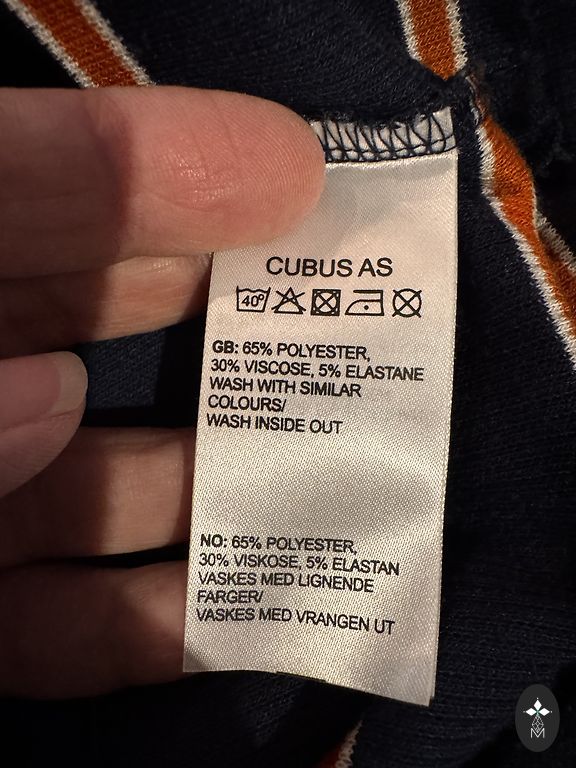 CUBUS AS
40°
GB: 65% POLYESTER,
30% VISCOSE, 5% ELASTANE
WASH WITH SIMILAR
COLOURS/
WASH INSIDE OUT
NO: 65% POLYESTER,
30% VISKOSE, 5% ELASTAN
VASKES MED LIGNENDE
FARGER/
VASKES MED VRANGEN UT
M